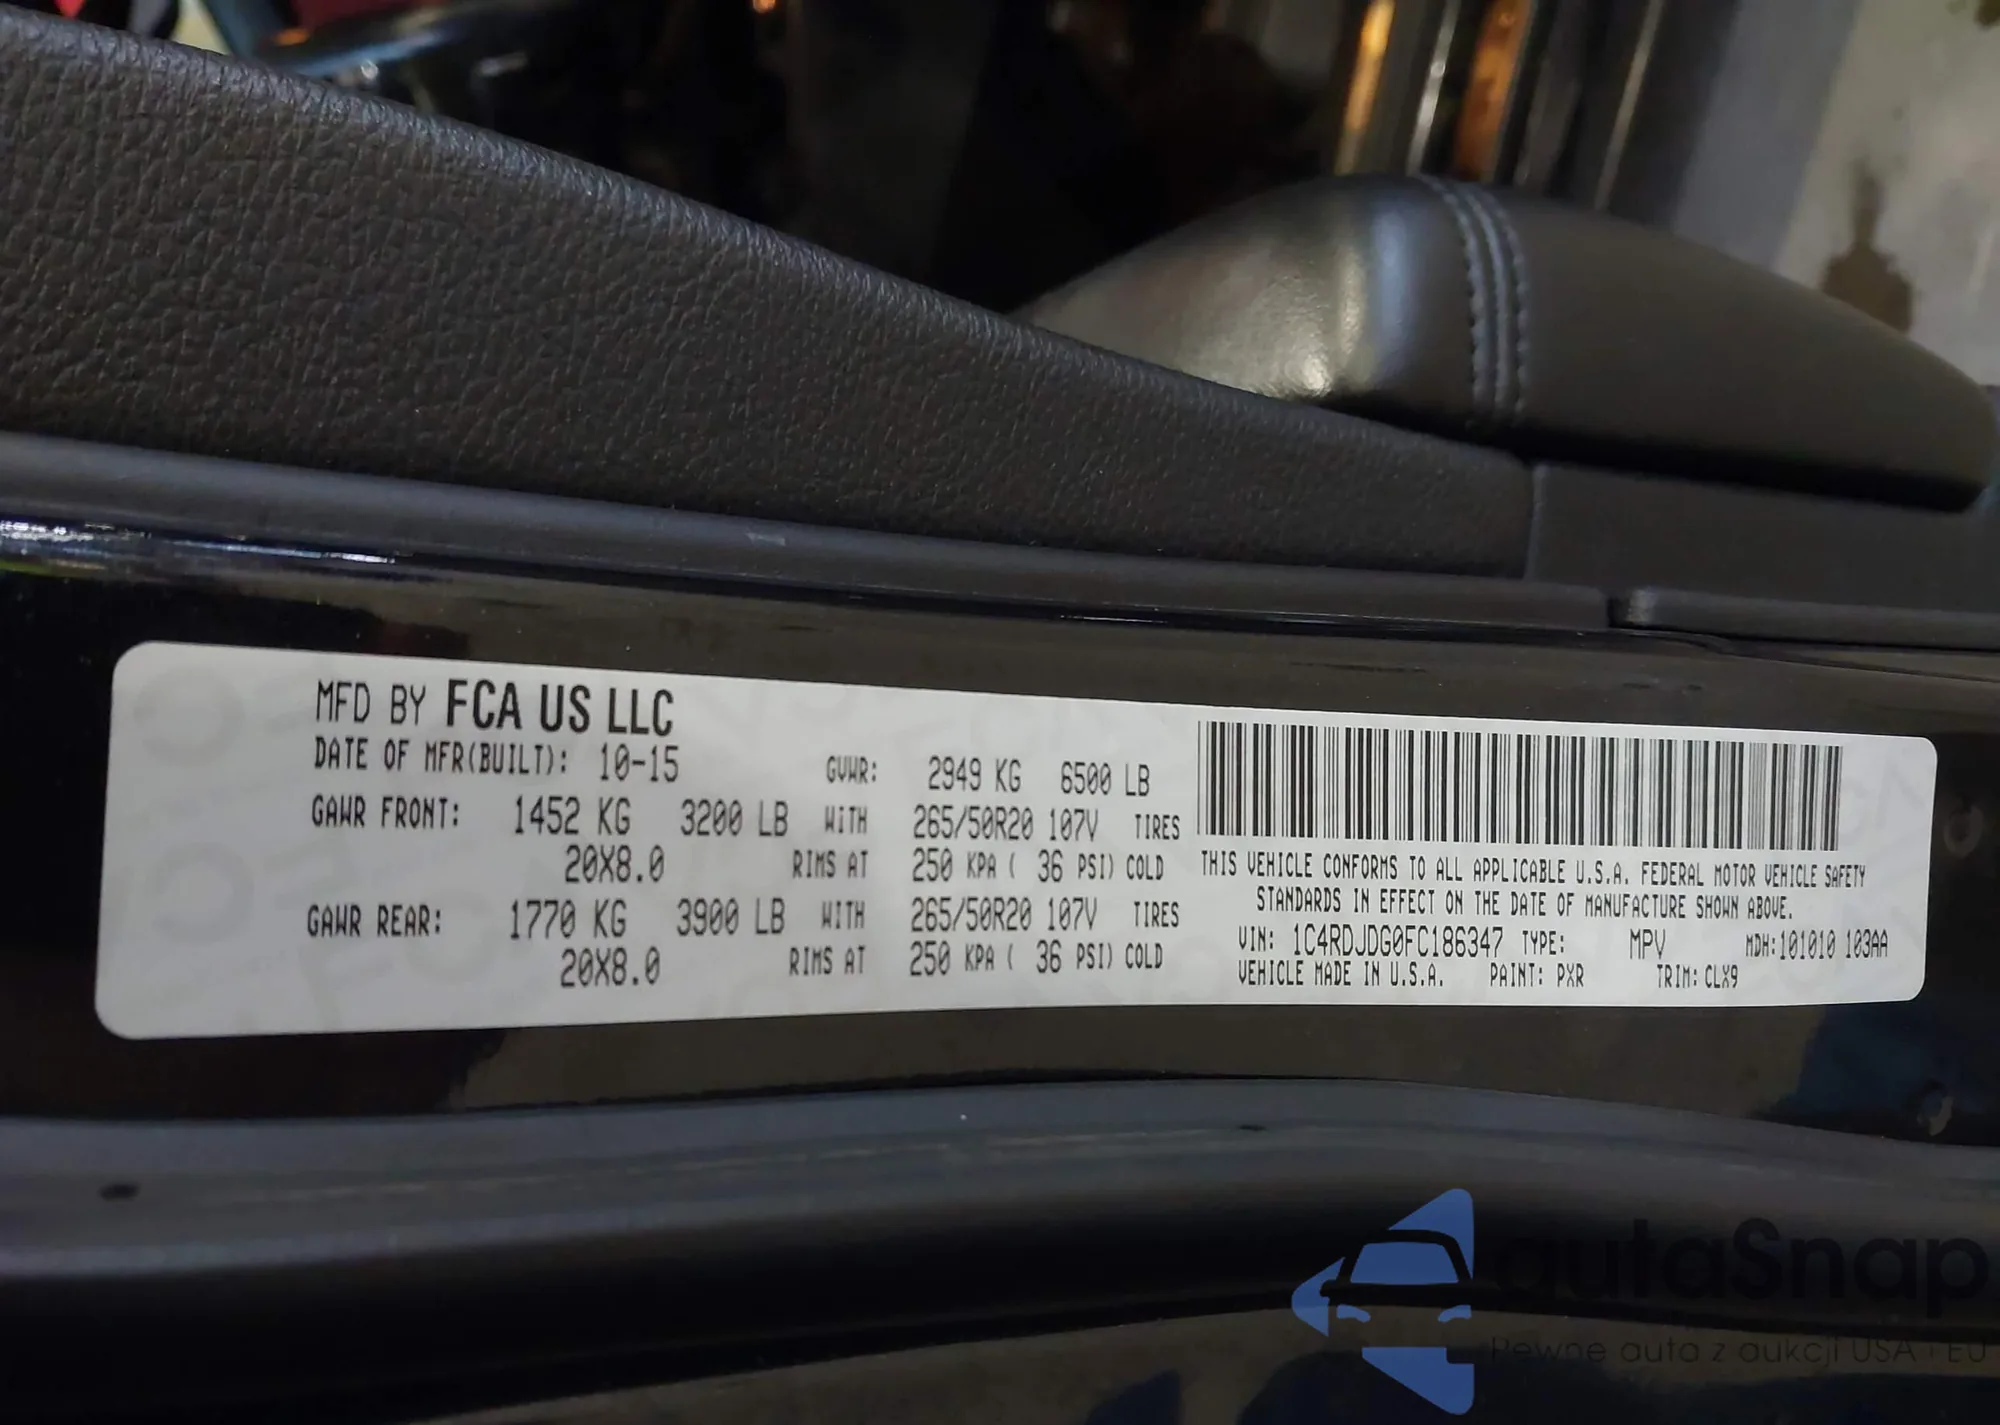 MFD BY FCA US LLC
DATE OF MFR(BUILT): 10-15 GVWR: 2949 KG 6500 LB
GAWR FRONT: 1452 KG 3200 LB WITH 265/50R20 107V TIRES
20X8.0 RIMS AT 250 KPA ( 36 PSI) COLD
GAWR REAR: 1770 KG 3900 LB WITH 265/50R20 107V TIRES
20X8.0 RIMS AT 250 KPA ( 36 PSI) COLD
THIS VEHICLE CONFORMS TO ALL APPLICABLE U.S.A. FEDERAL MOTOR VEHICLE SAFETY
STANDARDS IN EFFECT ON THE DATE OF MANUFACTURE SHOWN ABOVE.
VIN: 1C4RDJDG0FC186347 TYPE: MPV MDH:101010 103AA
VEHICLE MADE IN U.S.A. PAINT: PXR TRIM: CLX9
autaSnap
Pewne auta z aukcji USA i EU